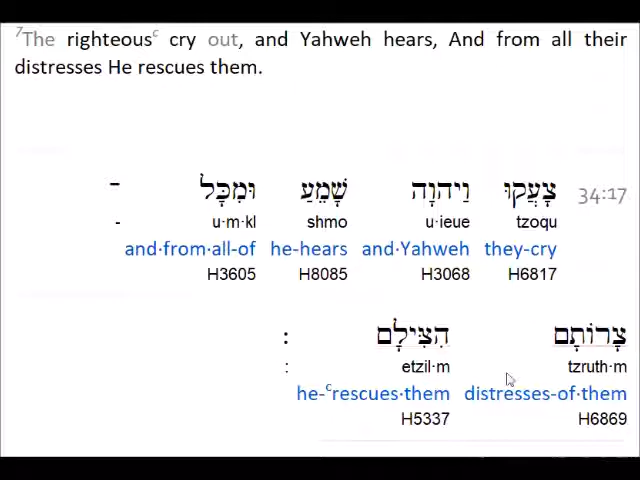 ⁷The righteousᶜ cry out, and Yahweh hears, And from all their
distresses He rescues them.
34:17 צָעֲקוּ וַיהוָה שָׁמֵעַ וּמִכָּל ־
- u·m·kl shmo u·ieue tzoqu
and·from·all-of he-hears and·Yahweh they-cry
H3605 H8085 H3068 H6817
צָרוֹתָם הִצִּילָם :
: etzil·m tzruth·m
he-ᶜrescues·them distresses-of·them
H5337 H6869